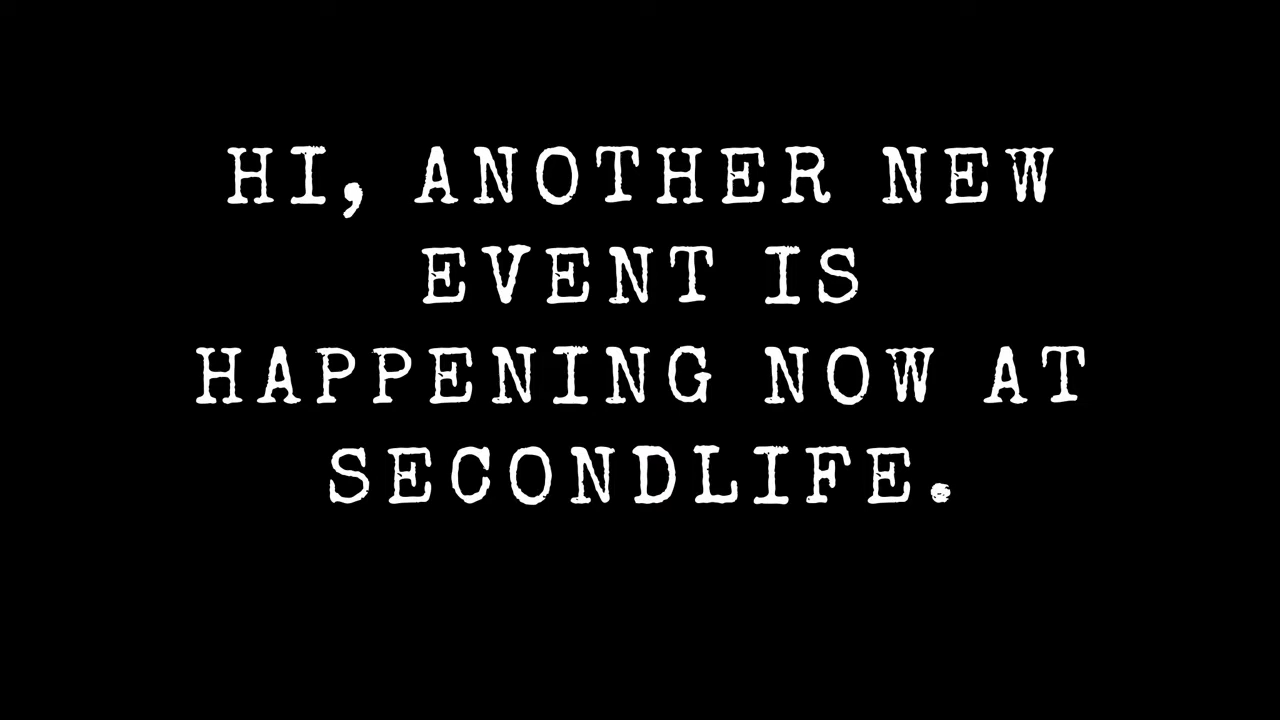 HI, ANOTHER NEW
EVENT IS
HAPPENING NOW AT
SECONDLIFE.